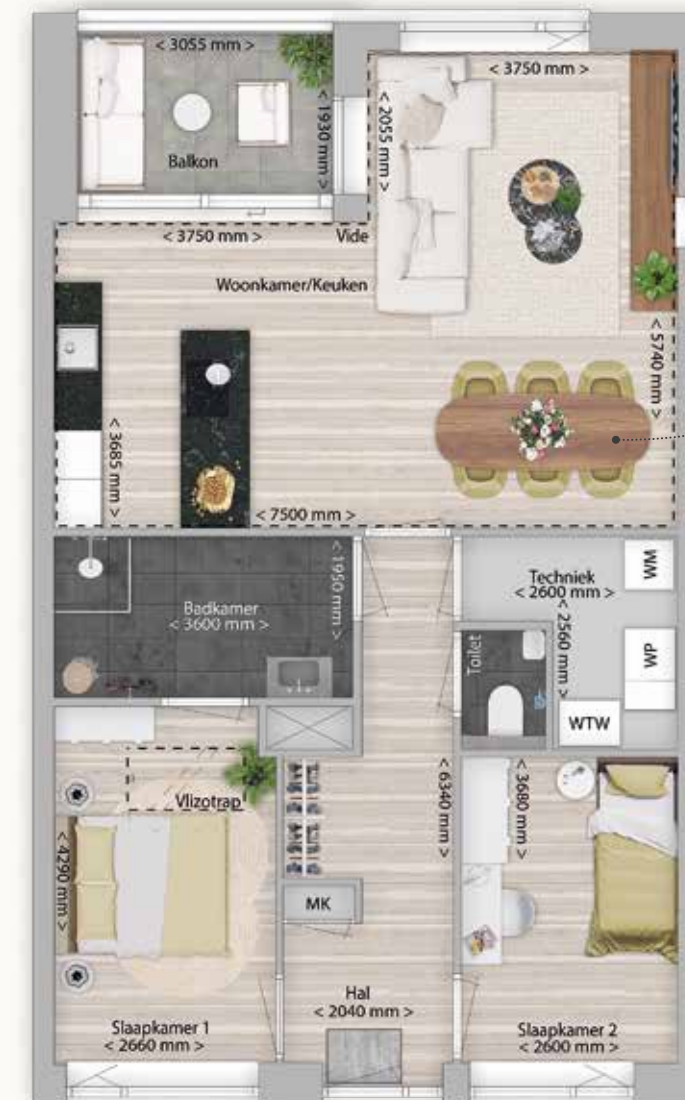 < 3055 mm >
< 1930 mm >
Balkon
< 3750 mm >
< 2055 mm >
< 3750 mm >
Vide
Woonkamer/Keuken
< 5740 mm >
< 3685 mm >
< 7500 mm >
Badkamer
< 3600 mm >
< 1950 mm >
Techniek
< 2600 mm >
< 2560 mm >
WM
WP
WTW
Toilet
Vlizotrap
< 4290 mm >
< 6340 mm >
< 3680 mm >
MK
Hal
< 2040 mm >
Slaapkamer 1
< 2660 mm >
Slaapkamer 2
< 2600 mm >